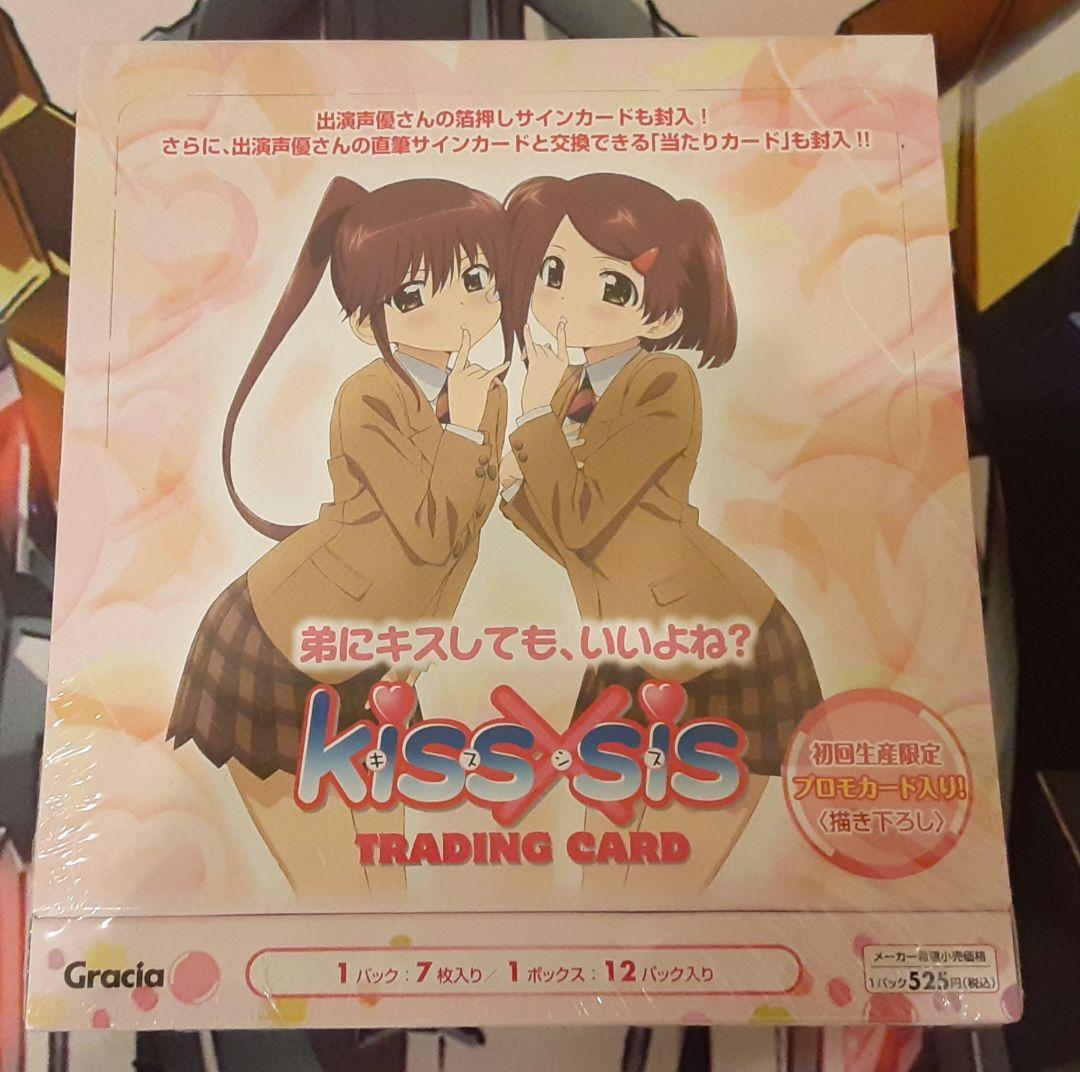 出演声優さんの箔押しサインカードも封入！
さらに、出演声優さんの直筆サインカードと交換できる「当たりカード」も封入!!
弟にキスしても、いいよね？
kiss×sis
キス・シス
TRADING CARD
初回生産限定
プロモカード入り！
〈描き下ろし〉
Gracia
1パック：7枚入り／1ボックス：12パック入り
メーカー希望小売価格
1パック525円（税込）